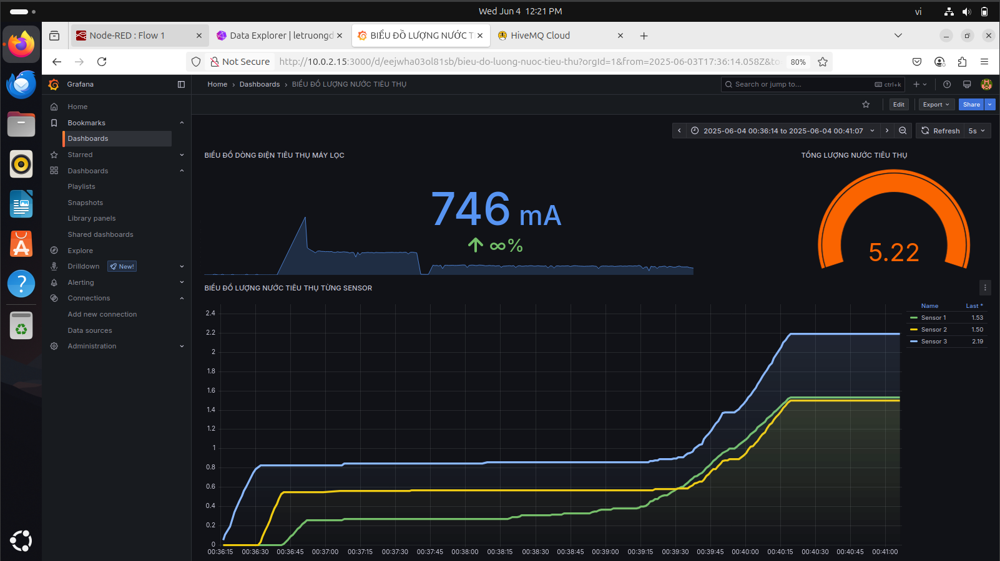 Wed Jun 4 12:21 PM
vi
Node-RED : Flow 1
Data Explorer | letruongd
BIỂU ĐỒ LƯỢNG NƯỚC T
HiveMQ Cloud
Not Secure
http://10.0.2.15:3000/d/eejwha03ol81sb/bieu-do-luong-nuoc-tieu-thu?orgId=1&from=2025-06-03T17:36:14.058Z&to
80%
Grafana
Home › Dashboards › BIỂU ĐỒ LƯỢNG NƯỚC TIÊU THỤ
Search or jump to...
ctrl+k
Edit
Export
Share
Home
Bookmarks
Dashboards
Starred
Dashboards
Playlists
Snapshots
Library panels
Shared dashboards
Explore
Drilldown
New!
Alerting
Connections
Add new connection
Data sources
Administration
2025-06-04 00:36:14 to 2025-06-04 00:41:07
Refresh
5s
BIỂU ĐỒ DÒNG ĐIỆN TIÊU THỤ MÁY LỌC
746 mA
∞%
TỔNG LƯỢNG NƯỚC TIÊU THỤ
5.22
BIỂU ĐỒ LƯỢNG NƯỚC TIÊU THỤ TỪNG SENSOR
2.4
2.2
2
1.8
1.6
1.4
1.2
1
0.8
0.6
0.4
0.2
0
00:36:15 00:36:30 00:36:45 00:37:00 00:37:15 00:37:30 00:37:45 00:38:00 00:38:15 00:38:30 00:38:45 00:39:00 00:39:15 00:39:30 00:39:45 00:40:00 00:40:15 00:40:30 00:40:45 00:41:00
Name Last *
Sensor 1 1.53
Sensor 2 1.50
Sensor 3 2.19